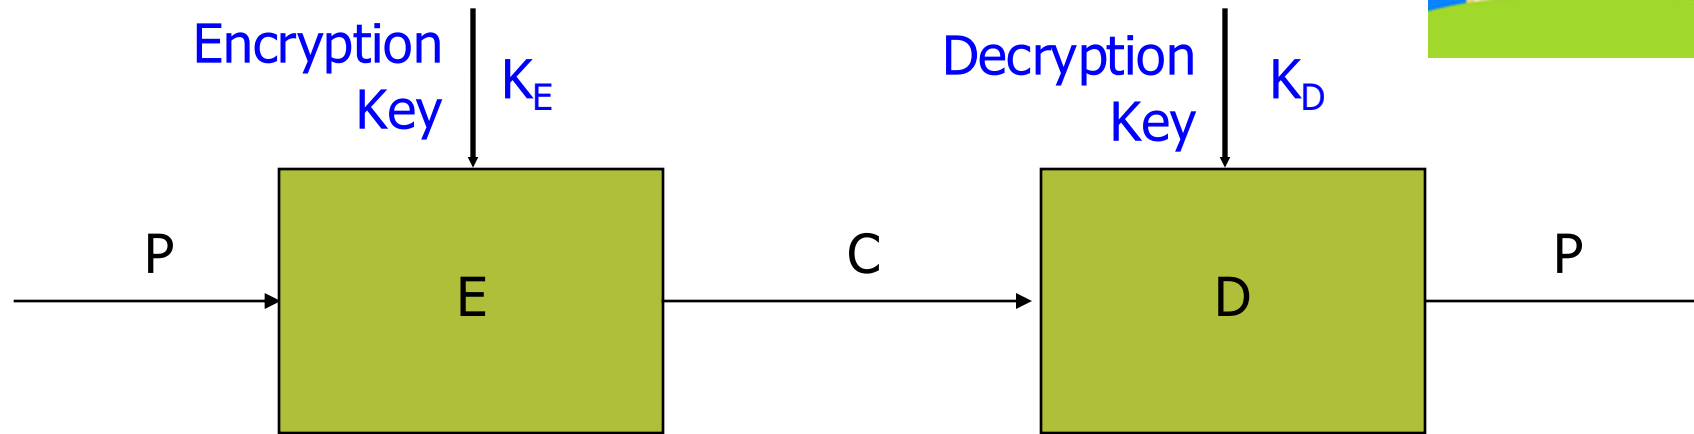 Encryption
Key
K_E
Decryption
Key
K_D
P
E
C
D
P